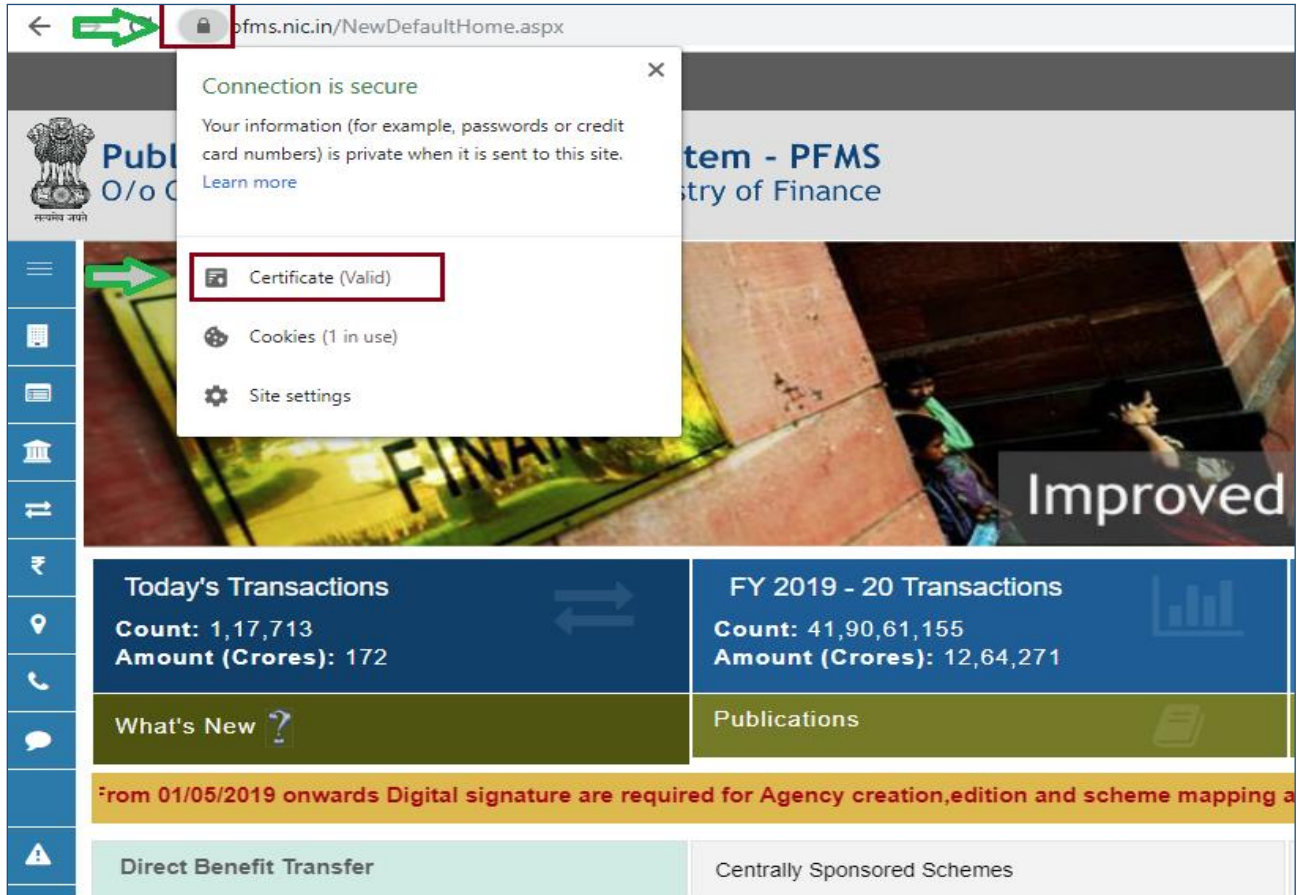 pfms.nic.in/NewDefaultHome.aspx
Connection is secure
Your information (for example, passwords or credit
card numbers) is private when it is sent to this site.
Learn more
Certificate (Valid)
Cookies (1 in use)
Site settings
Publ
tem - PFMS
O/o C
try of Finance
सत्यमेव जयते
FINAN
Improved
Today's Transactions
Count: 1,17,713
Amount (Crores): 172
FY 2019 - 20 Transactions
Count: 41,90,61,155
Amount (Crores): 12,64,271
What's New ?
Publications
From 01/05/2019 onwards Digital signature are required for Agency creation,edition and scheme mapping a
Direct Benefit Transfer
Centrally Sponsored Schemes